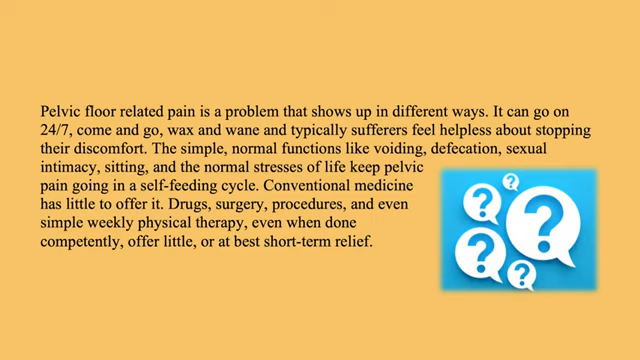 Pelvic floor related pain is a problem that shows up in different ways. It can go on
24/7, come and go, wax and wane and typically sufferers feel helpless about stopping
their discomfort. The simple, normal functions like voiding, defecation, sexual
intimacy, sitting, and the normal stresses of life keep pelvic
pain going in a self-feeding cycle. Conventional medicine
has little to offer it. Drugs, surgery, procedures, and even
simple weekly physical therapy, even when done
competently, offer little, or at best short-term relief.
?
?
?
?
?